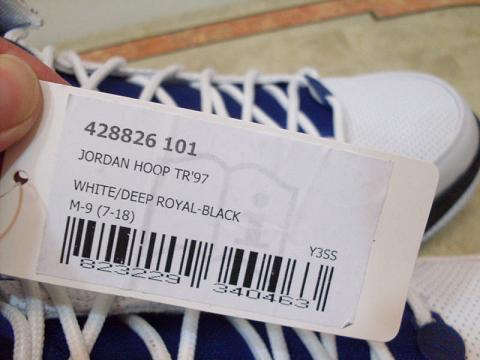 428826 101
JORDAN HOOP TR'97
WHITE/DEEP ROYAL-BLACK
M-9 (7-18)
Y3SS
823229 340463